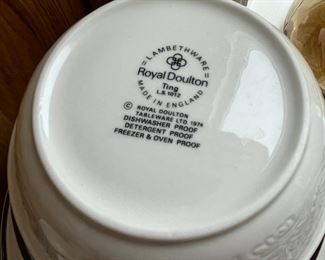 = LAMBETHWARE =
Royal Doulton
Ting
L.S. 1012
MADE IN ENGLAND
© ROYAL DOULTON
TABLEWARE LTD. 1974
DISHWASHER PROOF
DETERGENT PROOF
FREEZER & OVEN PROOF